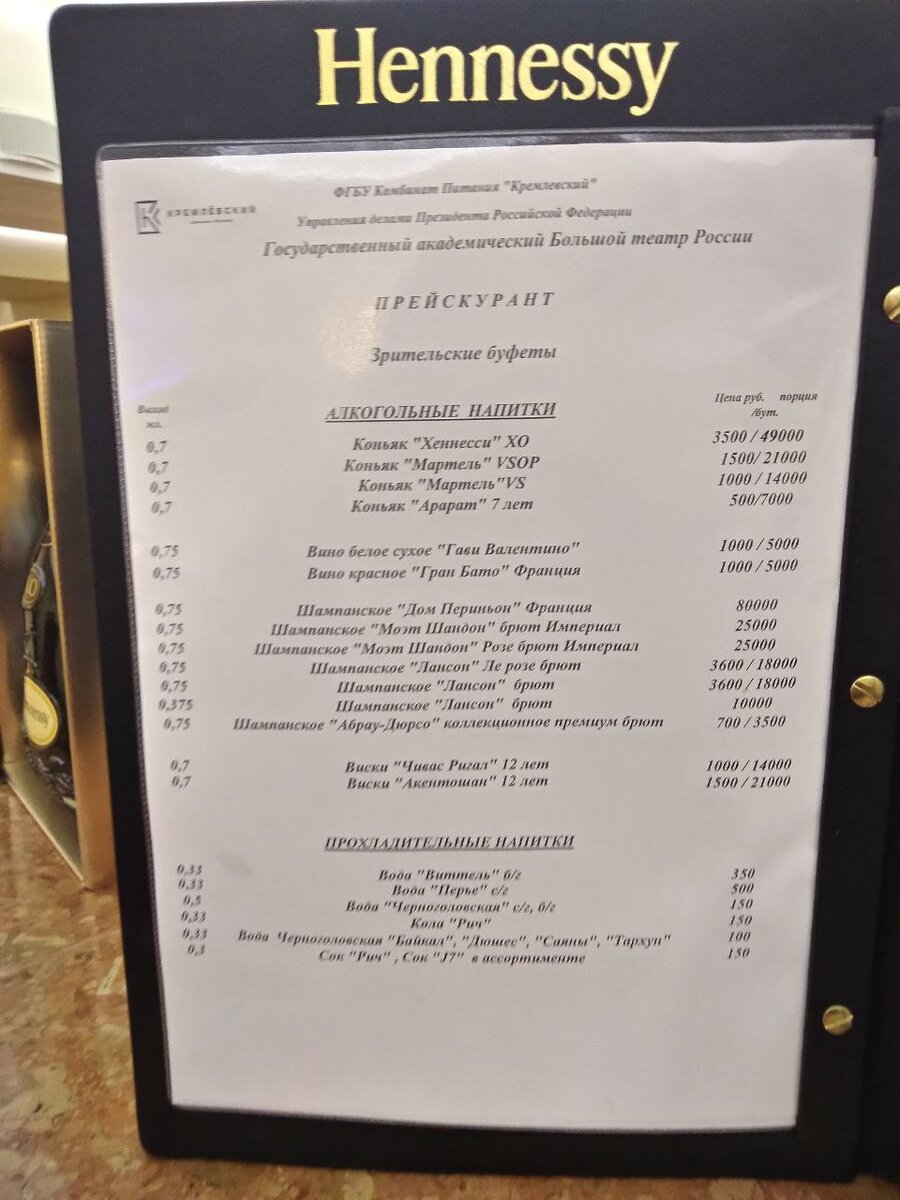 Hennessy
ФГБУ Комбинат Питания "Кремлевский"
КРЕМЛЁВСКИЙ
Управления делами Президента Российской Федерации
Государственный академический Большой театр России
ПРЕЙСКУРАНТ
Зрительские буфеты
АЛКОГОЛЬНЫЕ НАПИТКИ Цена руб. порция /бут.
0,7 Коньяк "Хеннесси" XO 3500 / 49000
0,7 Коньяк "Мартель" VSOP 1500/ 21000
0,7 Коньяк "Мартель"VS 1000 / 14000
0,7 Коньяк "Арарат" 7 лет 500/7000
0,75 Вино белое сухое "Гави Валентино" 1000 / 5000
0,75 Вино красное "Гран Бато" Франция 1000 / 5000
0,75 Шампанское "Дом Периньон" Франция 80000
0,75 Шампанское "Моэт Шандон" брют Империал 25000
0,75 Шампанское "Моэт Шандон" Розе брют Империал 25000
0,75 Шампанское "Лансон" Ле розе брют 3600 / 18000
0,75 Шампанское "Лансон" брют 3600 / 18000
0,375 Шампанское "Лансон" брют 10000
0,75 Шампанское "Абрау-Дюрсо" коллекционное премиум брют 700 / 3500
0,7 Виски "Чивас Ригал" 12 лет 1000 / 14000
0,7 Виски "Акентошан" 12 лет 1500 / 21000
ПРОХЛАДИТЕЛЬНЫЕ НАПИТКИ
0,33 Вода "Виттель" б/г 350
0,33 Вода "Перье" с/г 500
0,5 Вода "Черноголовская" с/г, б/г 150
0,33 Кола "Рич" 150
0,33 Вода Черноголовская "Байкал", "Дюшес", "Саяны", "Тархун" 100
0,3 Сок "Рич" , Сок "J7" в ассортименте 150